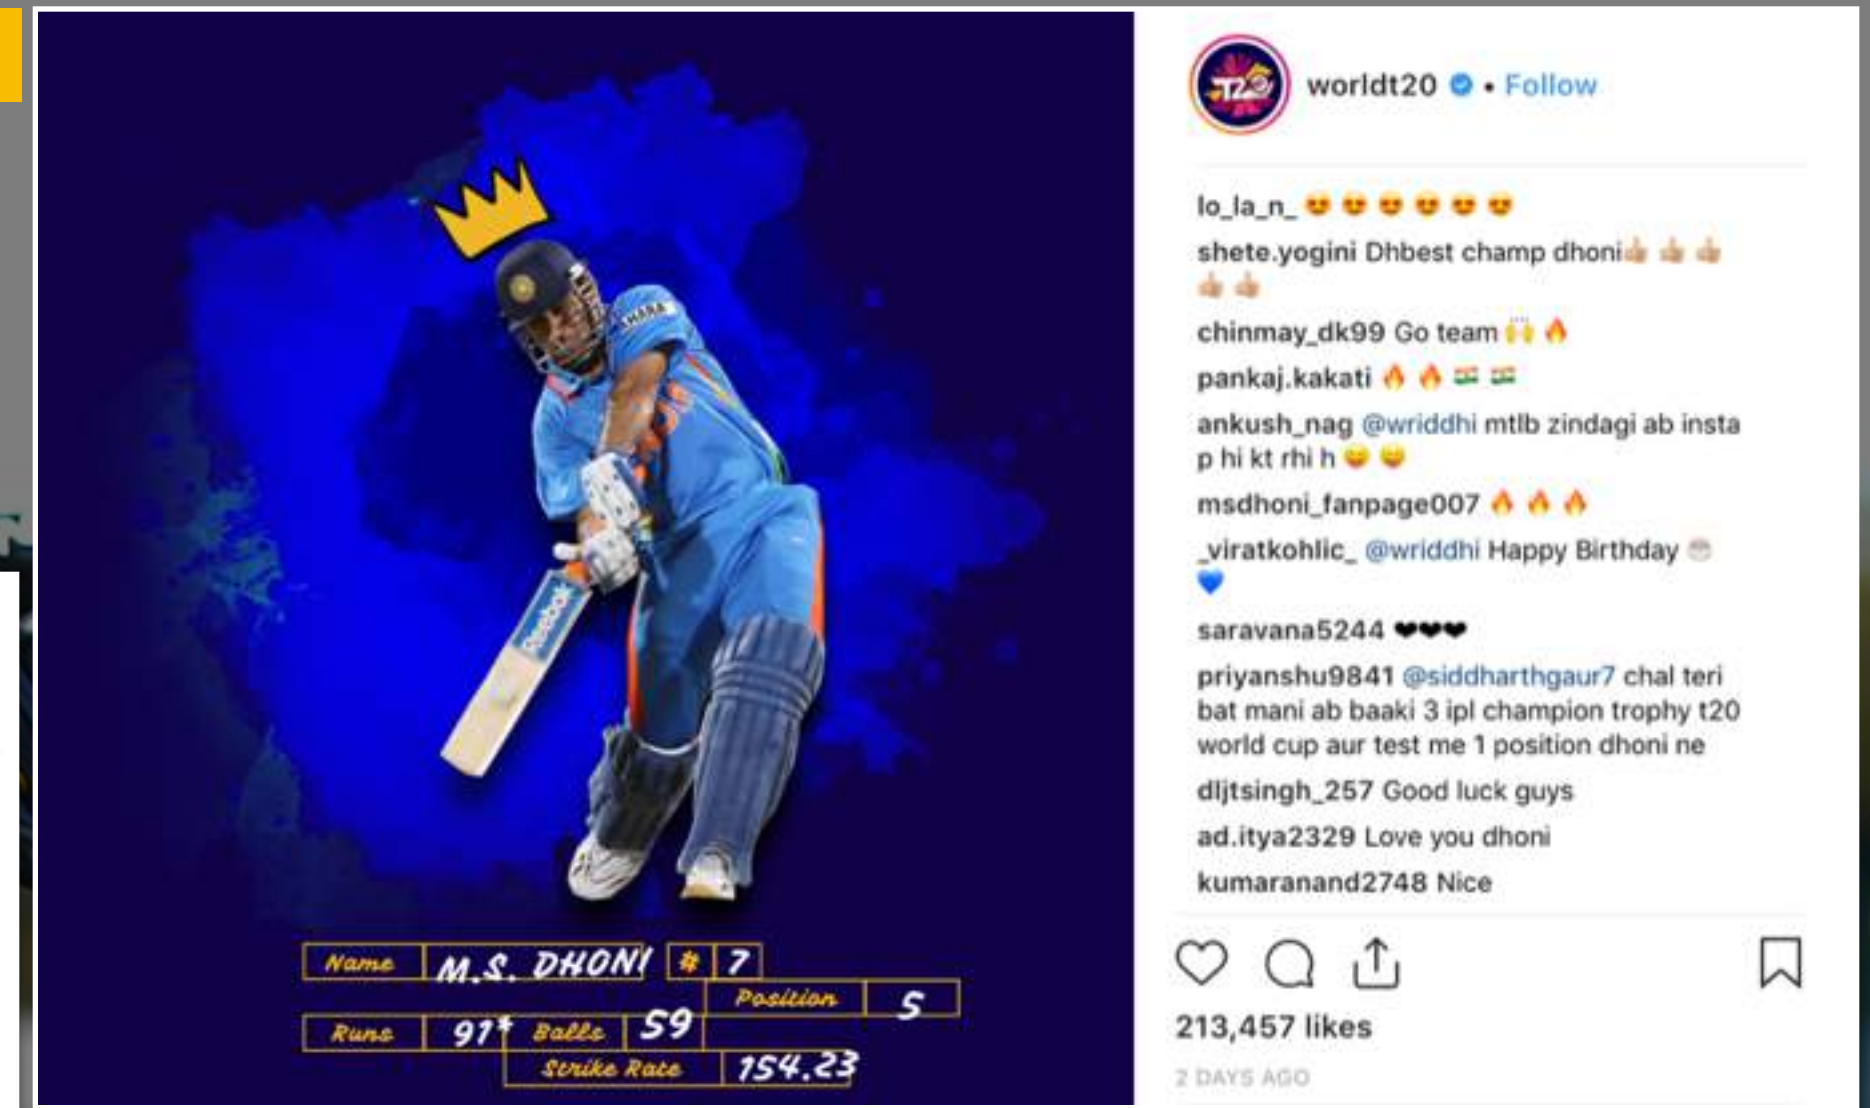 T20
worldt20 • Follow
lo_la_n_ 😍 😍 😍 😍 😍 😍
shete.yogini Dhbest champ dhoni👍🏼 👍🏼 👍🏼
👍🏼 👍🏼
chinmay_dk99 Go team 🙌 🔥
pankaj.kakati 🔥 🔥 🇮🇳 🇮🇳
ankush_nag @wriddhi mtlb zindagi ab insta
p hi kt rhi h 😛 😛
msdhoni_fanpage007 🔥 🔥 🔥
_viratkohlic_ @wriddhi Happy Birthday
💙
saravana5244 ❤❤❤
priyanshu9841 @siddharthgaur7 chal teri
bat mani ab baaki 3 ipl champion trophy t20
world cup aur test me 1 position dhoni ne
dljtsingh_257 Good luck guys
ad.itya2329 Love you dhoni
kumaranand2748 Nice
213,457 likes
2 DAYS AGO
Reebok
Name M.S. DHONI # 7
Position 5
Runs 91* Balls 59
Strike Rate 154.23